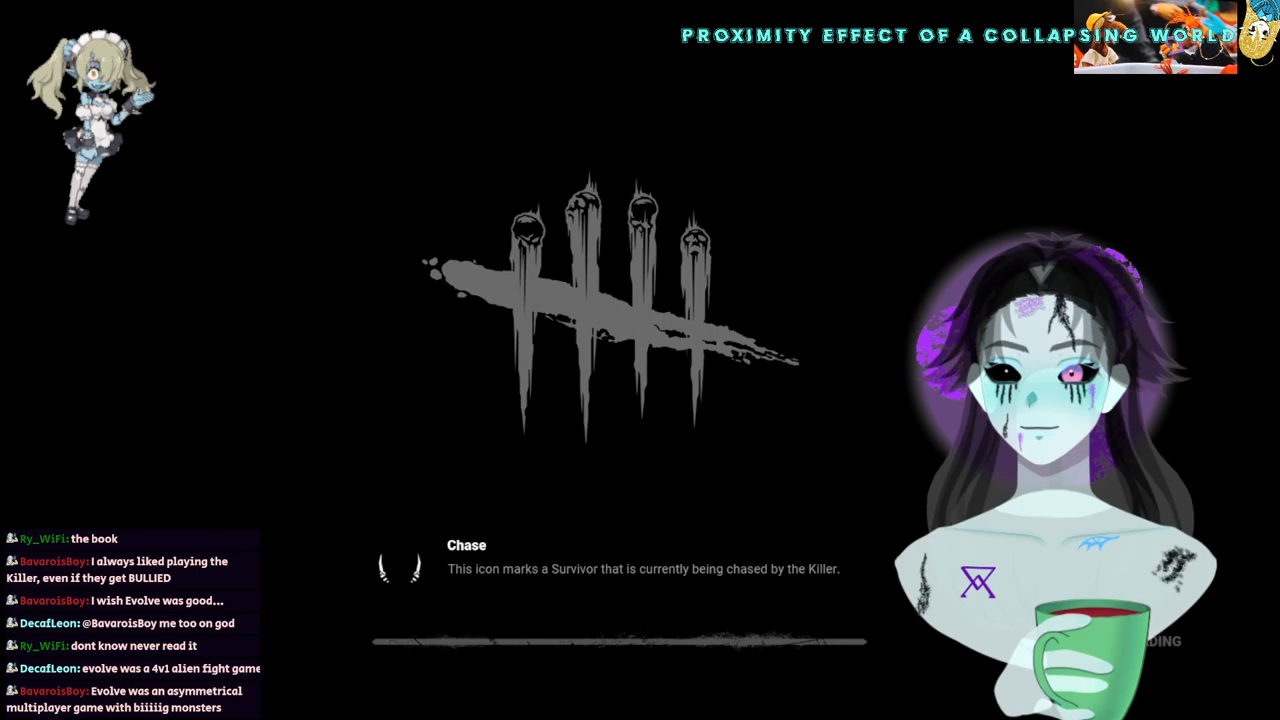 PROXIMITY EFFECT OF A COLLAPSING WORLD
Chase
This icon marks a Survivor that is currently being chased by the Killer.
Ry_WiFi: the book
BavaroisBoy: I always liked playing the
Killer, even if they get BULLIED
BavaroisBoy: I wish Evolve was good...
DecafLeon: @BavaroisBoy me too on god
Ry_WiFi: dont know never read it
DecafLeon: evolve was a 4v1 alien fight game
BavaroisBoy: Evolve was an asymmetrical
multiplayer game with biiiiig monsters
DING